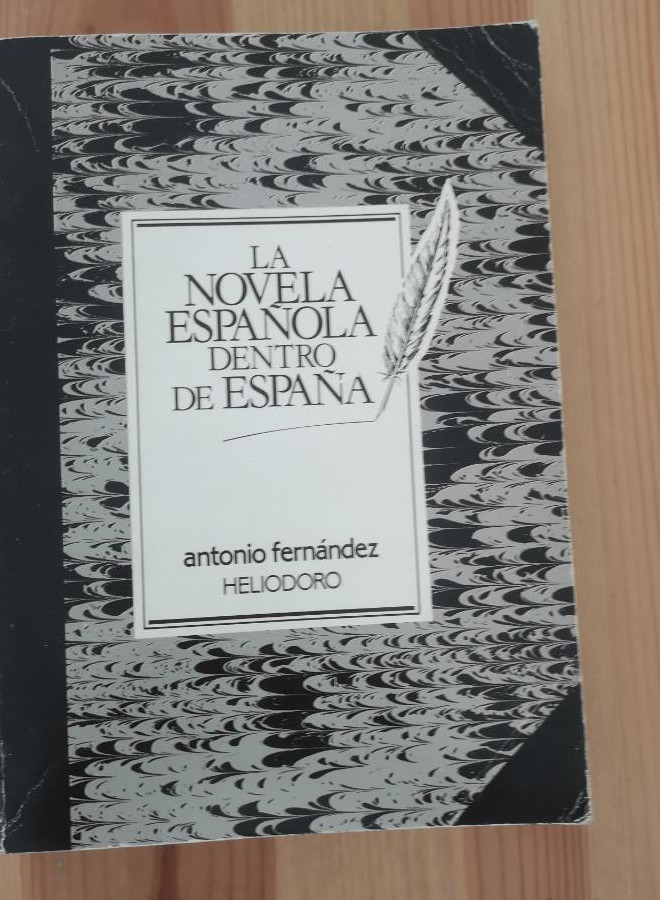 LA
NOVELA
ESPAÑOLA
DENTRO
DE ESPAÑA
antonio fernández
HELIODORO